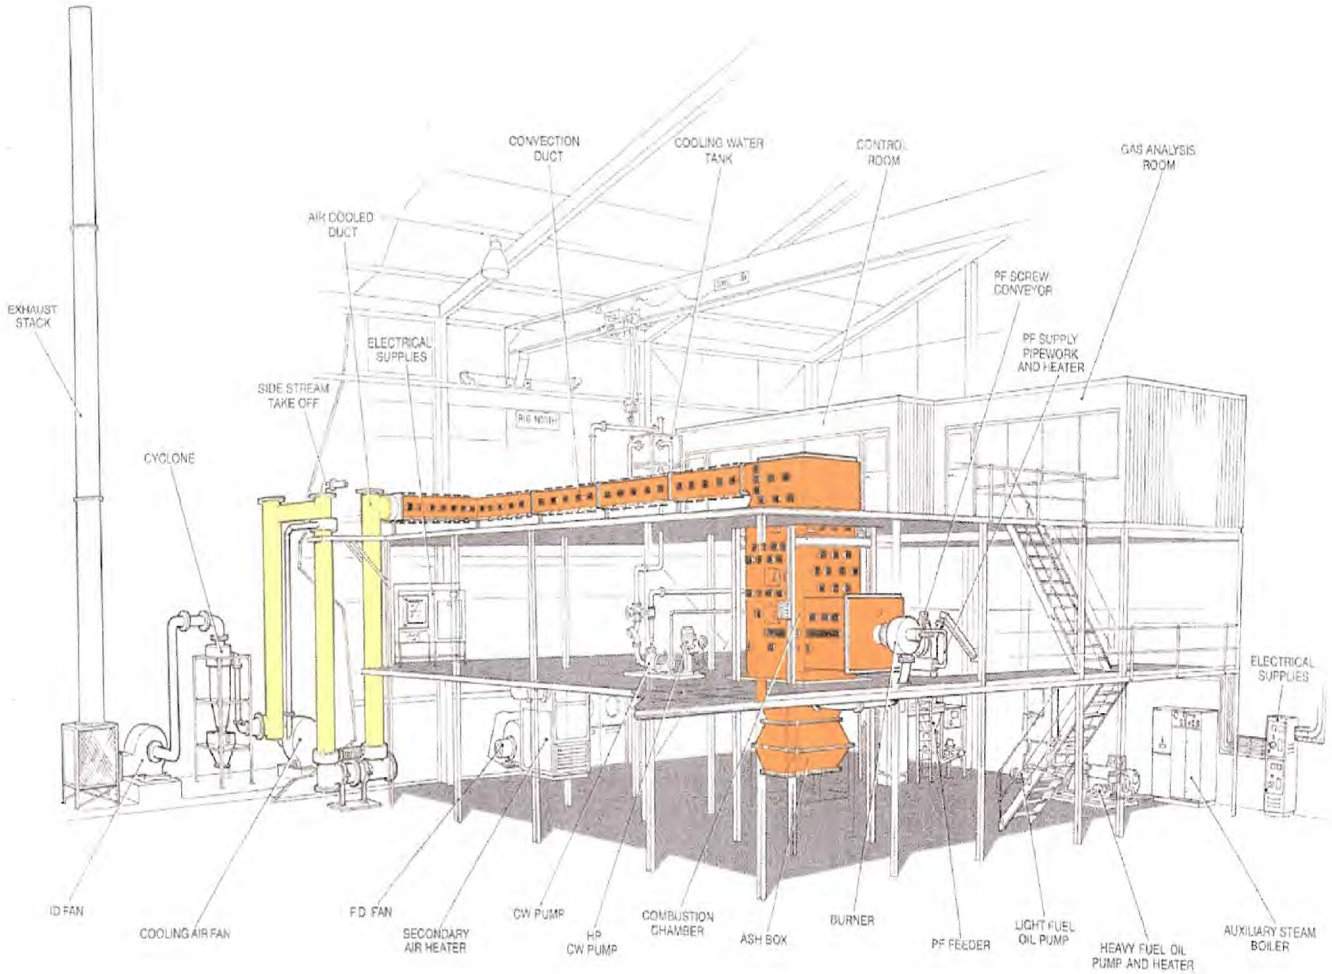 CONVECTION
DUCT
COOLING WATER
TANK
CONTROL
ROOM
GAS ANALYSIS
ROOM
AIR COOLED
DUCT
PF SCREW
CONVEYOR
EXHAUST
STACK
ELECTRICAL
SUPPLIES
PF SUPPLY
PIPEWORK
AND HEATER
SIDE STREAM
TAKE OFF
RIG NORTH
CYCLONE
ELECTRICAL
SUPPLIES
ID FAN
COOLING AIR FAN
F.D. FAN
SECONDARY
AIR HEATER
CW PUMP
HP
CW PUMP
COMBUSTION
CHAMBER
ASH BOX
BURNER
PF FEEDER
LIGHT FUEL
OIL PUMP
HEAVY FUEL OIL
PUMP AND HEATER
AUXILIARY STEAM
BOILER